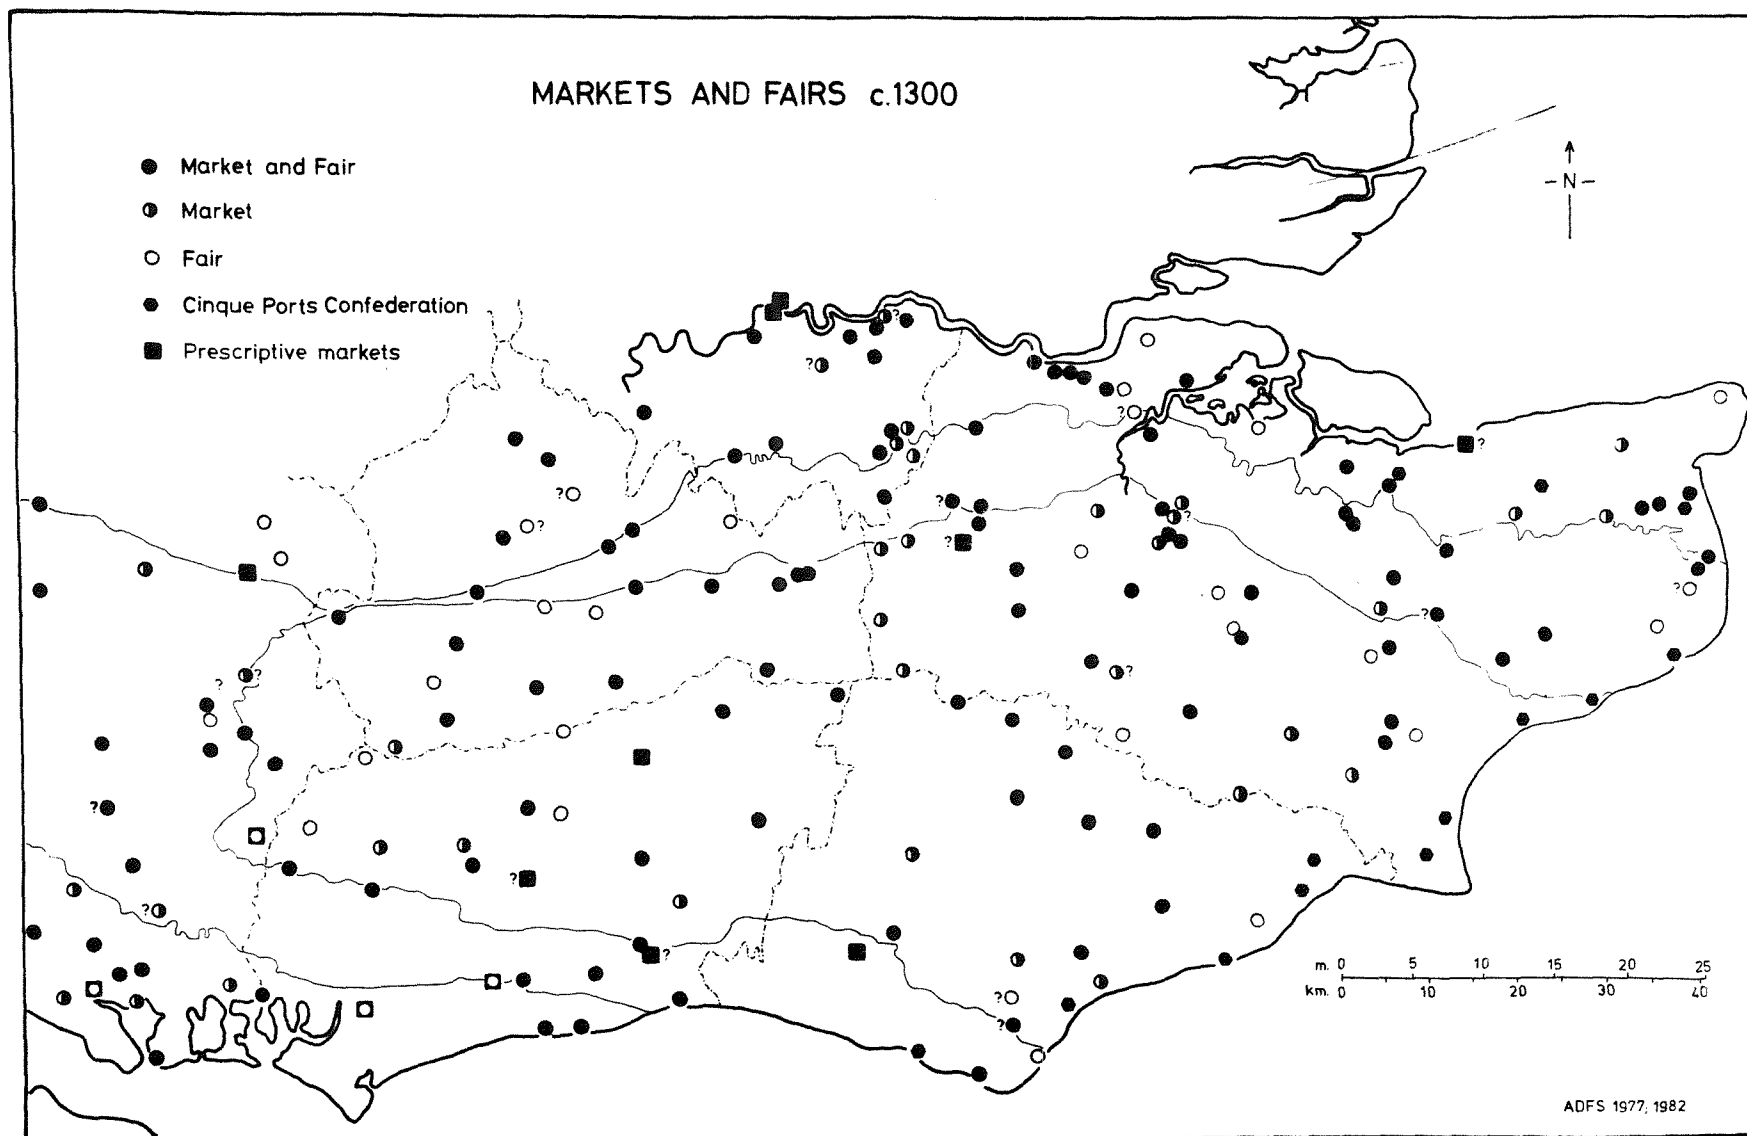 MARKETS AND FAIRS c.1300
Market and Fair
Market
Fair
Cinque Ports Confederation
Prescriptive markets
N
m. 0 5 10 15 20 25
km. 0 10 20 30 40
ADFS 1977; 1982